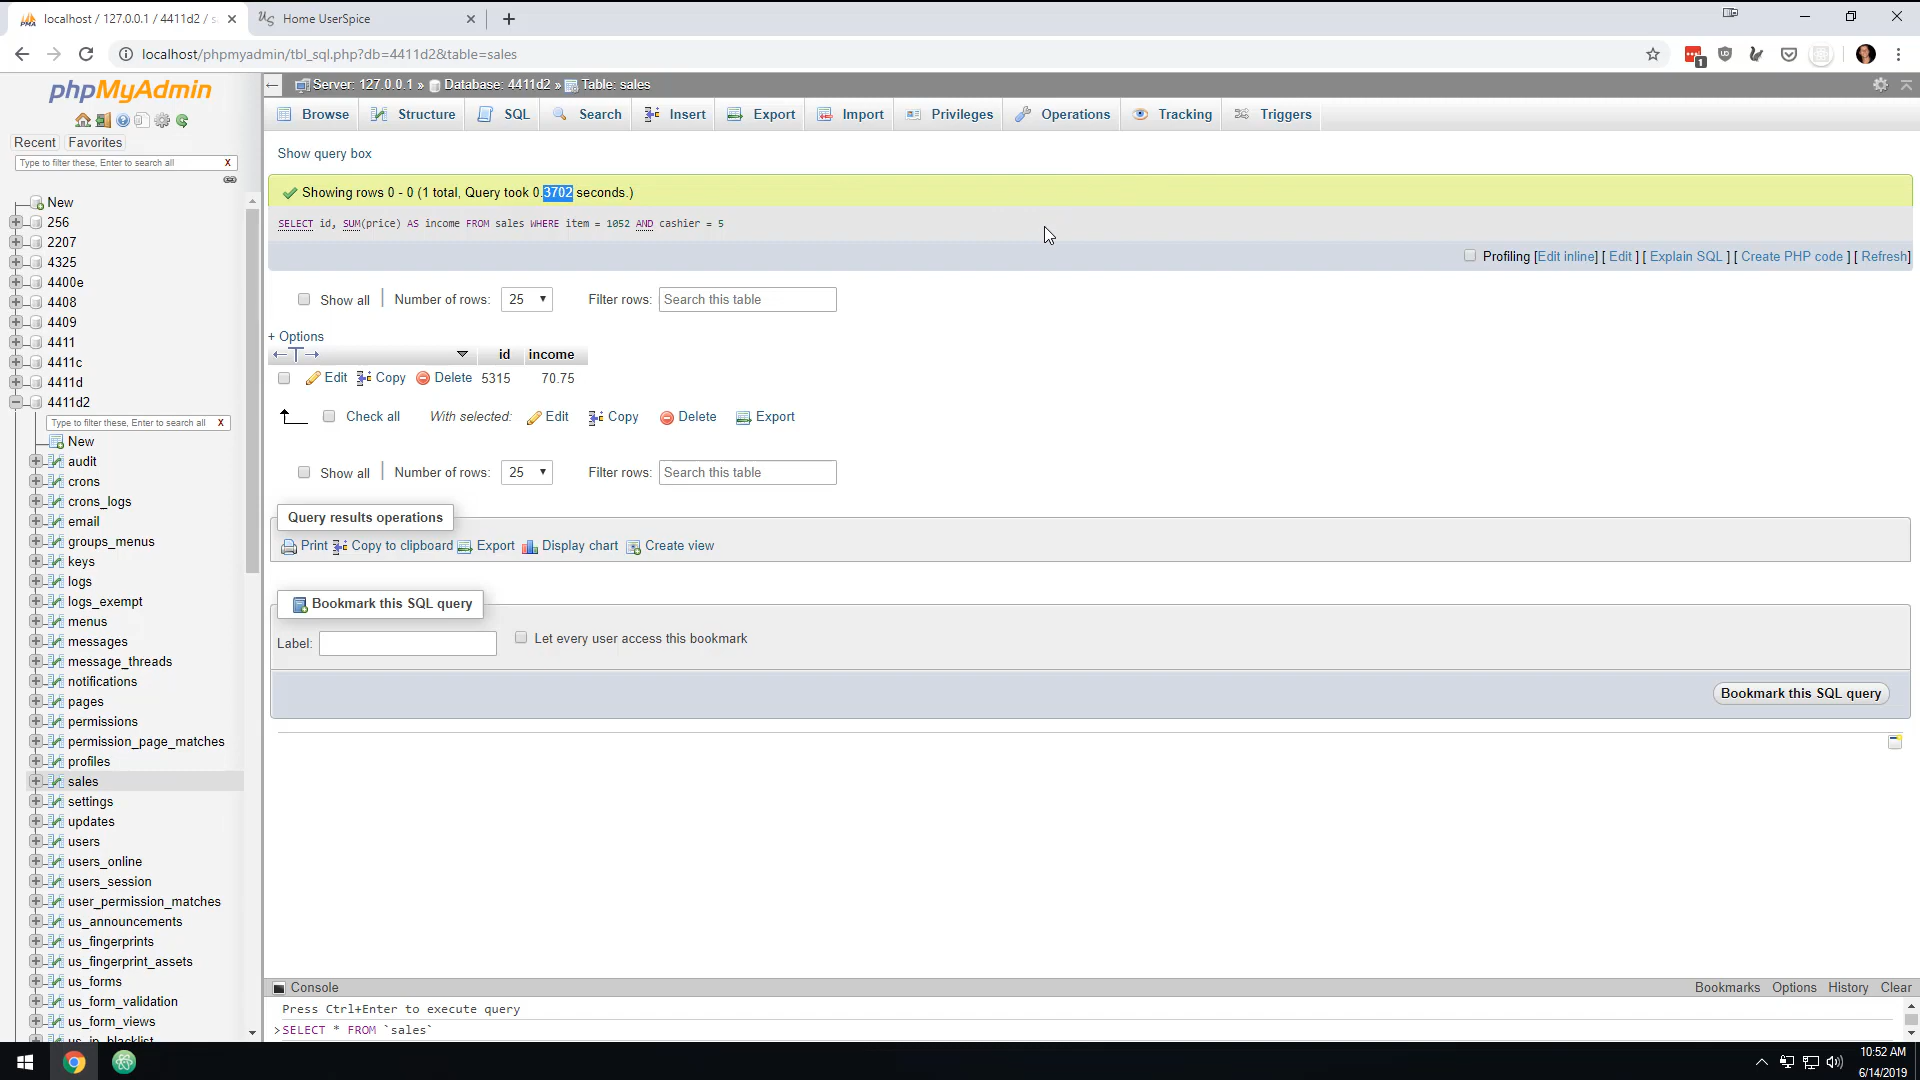 localhost / 127.0.0.1 / 4411d2 / s
Home UserSpice
localhost/phpmyadmin/tbl_sql.php?db=4411d2&table=sales
1
phpMyAdmin
Recent Favorites
Type to filter these, Enter to search all X
New
256
2207
4325
4400e
4408
4409
4411
4411c
4411d
4411d2
Type to filter these, Enter to search all X
New
audit
crons
crons_logs
email
groups_menus
keys
logs
logs_exempt
menus
messages
message_threads
notifications
pages
permissions
permission_page_matches
profiles
sales
settings
updates
users
users_online
users_session
user_permission_matches
us_announcements
us_fingerprints
us_fingerprint_assets
us_forms
us_form_validation
us_form_views
us_ip_blacklist
Server: 127.0.0.1 » Database: 4411d2 » Table: sales
Browse Structure SQL Search Insert Export Import Privileges Operations Tracking Triggers
Show query box
Showing rows 0 - 0 (1 total, Query took 0.3702 seconds.)
SELECT id, SUM(price) AS income FROM sales WHERE item = 1052 AND cashier = 5
Profiling [Edit inline] [ Edit ] [ Explain SQL ] [ Create PHP code ] [ Refresh]
Show all Number of rows: 25 Filter rows: Search this table
+ Options
id income
Edit Copy Delete 5315 70.75
Check all With selected: Edit Copy Delete Export
Show all Number of rows: 25 Filter rows: Search this table
Query results operations
Print Copy to clipboard Export Display chart Create view
Bookmark this SQL query
Label: Let every user access this bookmark
Bookmark this SQL query
Console Bookmarks Options History Clear
Press Ctrl+Enter to execute query
>SELECT * FROM `sales`
10:52 AM
6/14/2019